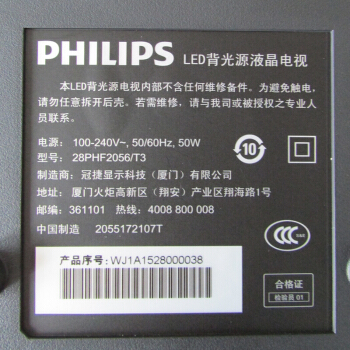 PHILIPS LED背光源液晶电视
本LED背光源电视内部不含任何维修备件。为避免触电,
请勿任意拆开后壳。若需维修，请与我司或被授权之专业人
员联系。
电源: 100-240V~, 50/60Hz, 50W
型号: 28PHF2056/T3
制造商: 冠捷显示科技（厦门）有限公司
地址: 厦门火炬高新区（翔安）产业区翔海路1号
邮编: 361101 热线: 4008 800 008
中国制造 2055172107T
10
产品序号: WJ1A1528000038
CCC
合格证
检验员 01